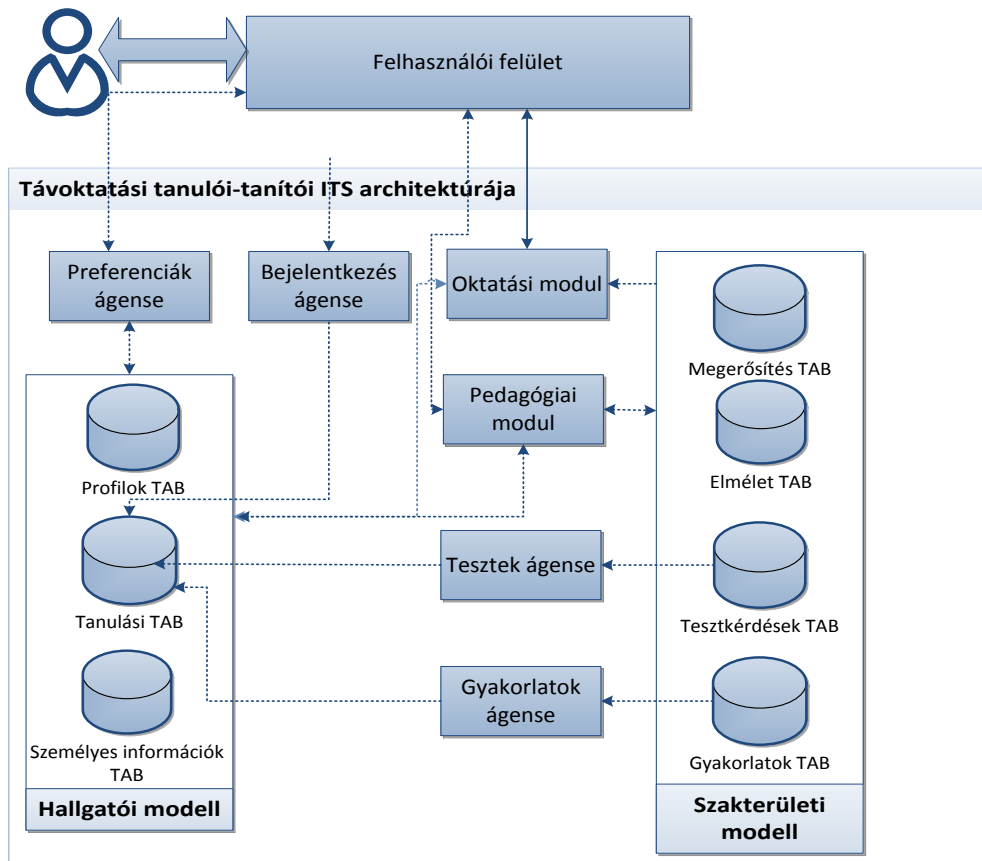 Felhasználói felület
Távoktatási tanulói-tanítói ITS architektúrája
Preferenciák
ágense
Bejelentkezés
ágense
Oktatási modul
Megerősítés TAB
Pedagógiai
modul
Profilok TAB
Elmélet TAB
Tesztek ágense
Tanulási TAB
Tesztkérdések TAB
Gyakorlatok
ágense
Személyes információk
TAB
Gyakorlatok TAB
Hallgatói modell
Szakterületi
modell